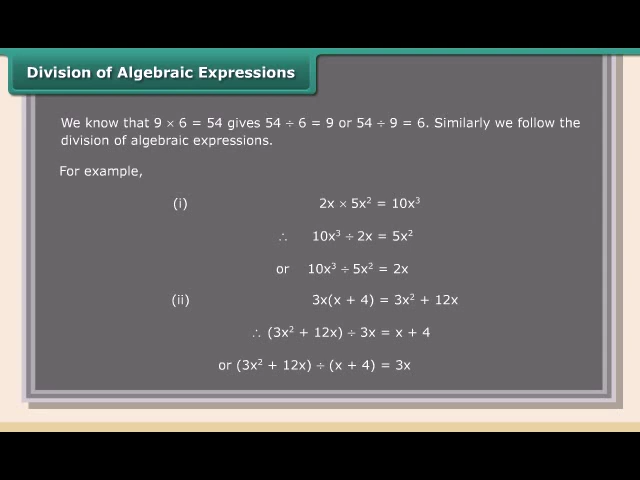 Division of Algebraic Expressions
We know that 9 × 6 = 54 gives 54 ÷ 6 = 9 or 54 ÷ 9 = 6. Similarly we follow the
division of algebraic expressions.
For example,
(i) 2x × 5x² = 10x³
∴ 10x³ ÷ 2x = 5x²
or 10x³ ÷ 5x² = 2x
(ii) 3x(x + 4) = 3x² + 12x
∴ (3x² + 12x) ÷ 3x = x + 4
or (3x² + 12x) ÷ (x + 4) = 3x